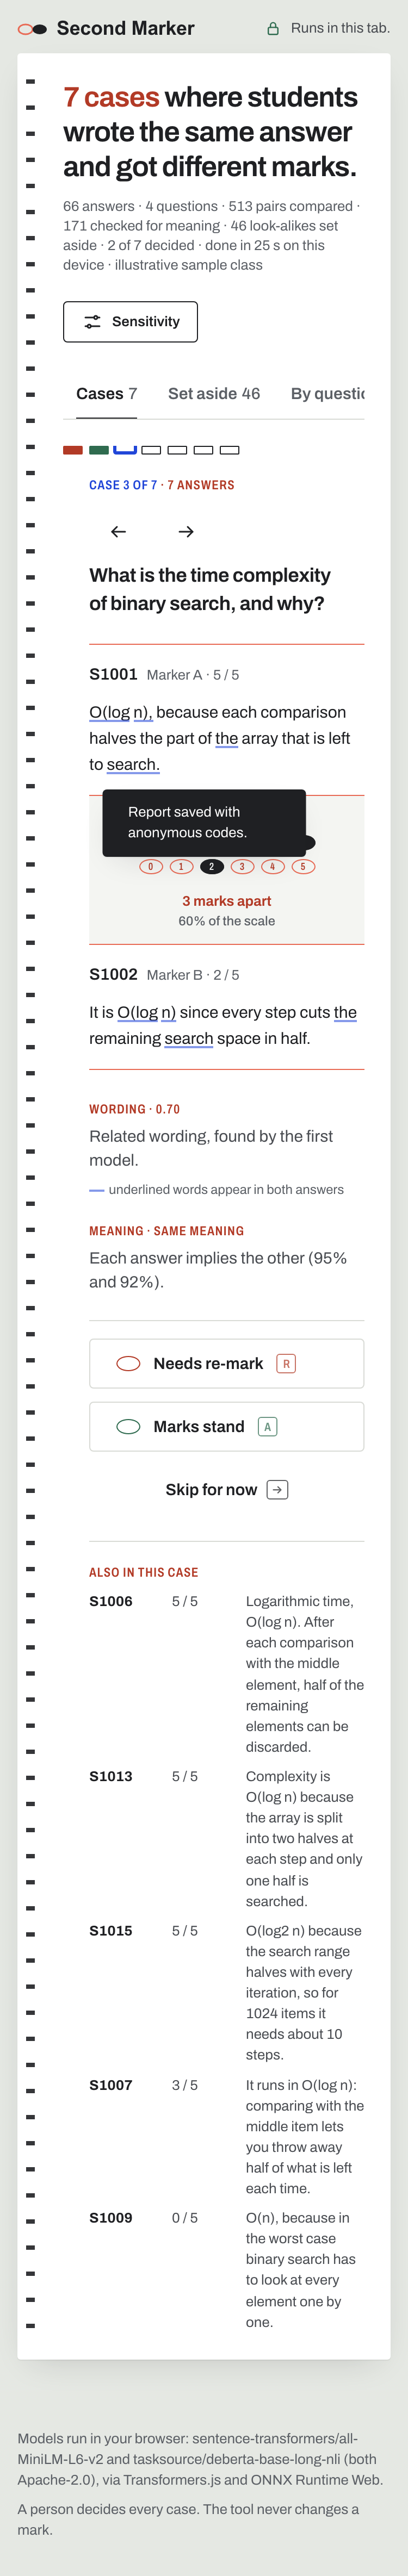 Second Marker
Runs in this tab.
7 cases where students
wrote the same answer
and got different marks.
66 answers · 4 questions · 513 pairs compared ·
171 checked for meaning · 46 look-alikes set
aside · 2 of 7 decided · done in 25 s on this
device · illustrative sample class
Sensitivity
Cases 7 Set aside 46 By questi
CASE 3 OF 7 · 7 ANSWERS
What is the time complexity
of binary search, and why?
S1001 Marker A · 5 / 5
O(log n), because each comparison
halves the part of the array that is left
to search.
Report saved with
anonymous codes.
0 1 2 3 4 5
3 marks apart
60% of the scale
S1002 Marker B · 2 / 5
It is O(log n) since every step cuts the
remaining search space in half.
WORDING · 0.70
Related wording, found by the first
model.
underlined words appear in both answers
MEANING · SAME MEANING
Each answer implies the other (95%
and 92%).
Needs re-mark R
Marks stand A
Skip for now
ALSO IN THIS CASE
S1006 5 / 5 Logarithmic time,
O(log n). After
each comparison
with the middle
element, half of the
remaining
elements can be
discarded.
S1013 5 / 5 Complexity is
O(log n) because
the array is split
into two halves at
each step and only
one half is
searched.
S1015 5 / 5 O(log2 n) because
the search range
halves with every
iteration, so for
1024 items it
needs about 10
steps.
S1007 3 / 5 It runs in O(log n):
comparing with the
middle item lets
you throw away
half of what is left
each time.
S1009 0 / 5 O(n), because in
the worst case
binary search has
to look at every
element one by
one.
Models run in your browser: sentence-transformers/all-
MiniLM-L6-v2 and tasksource/deberta-base-long-nli (both
Apache-2.0), via Transformers.js and ONNX Runtime Web.
A person decides every case. The tool never changes a
mark.